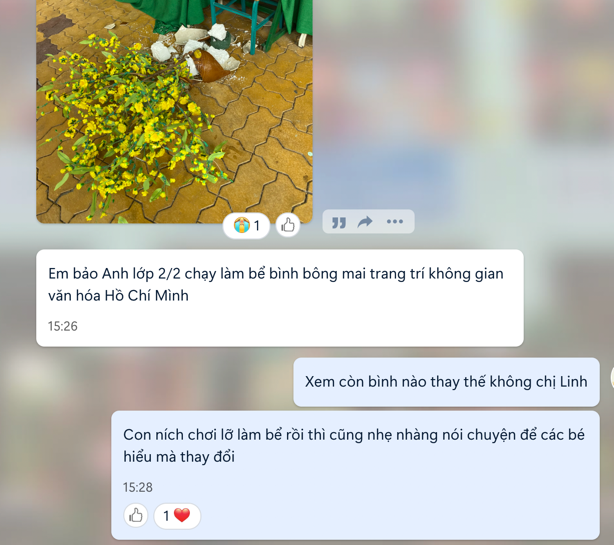 1
Em bảo Anh lớp 2/2 chạy làm bể bình bông mai trang trí không gian
văn hóa Hồ Chí Minh
15:26
Xem còn bình nào thay thế không chị Linh
Con ních chơi lỡ làm bể rồi thì cũng nhẹ nhàng nói chuyện để các bé
hiểu mà thay đổi
15:28
1